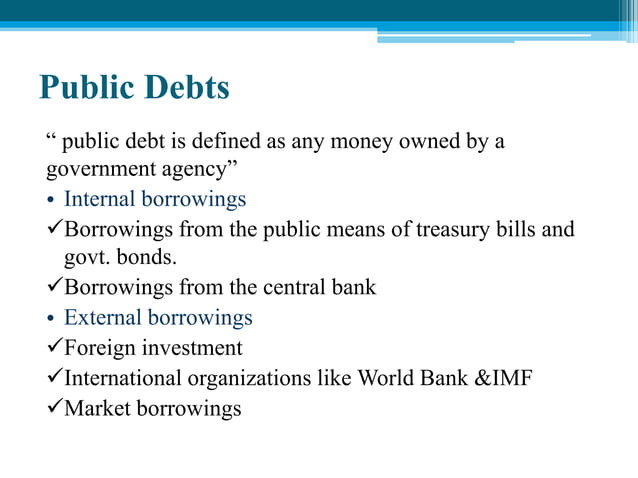 Public Debts
“ public debt is defined as any money owned by a
government agency”
• Internal borrowings
✓Borrowings from the public means of treasury bills and
govt. bonds.
✓Borrowings from the central bank
• External borrowings
✓Foreign investment
✓International organizations like World Bank &IMF
✓Market borrowings